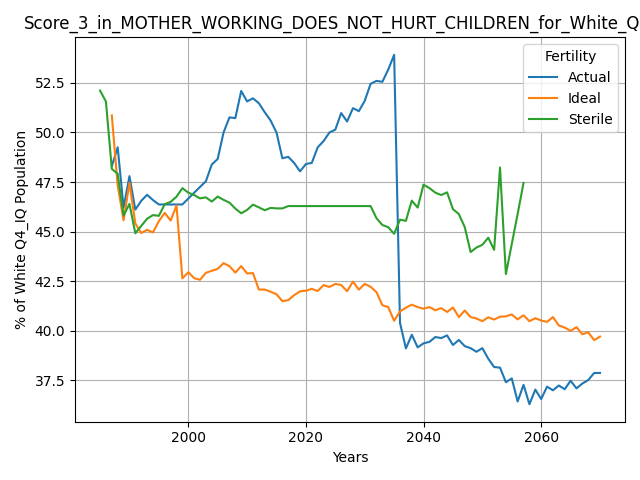 Score_3_in_MOTHER_WORKING_DOES_NOT_HURT_CHILDREN_for_White_Q
Fertility
Actual
Ideal
Sterile
% of White Q4_IQ Population
52.5
50.0
47.5
45.0
42.5
40.0
37.5
2000
2020
2040
2060
Years